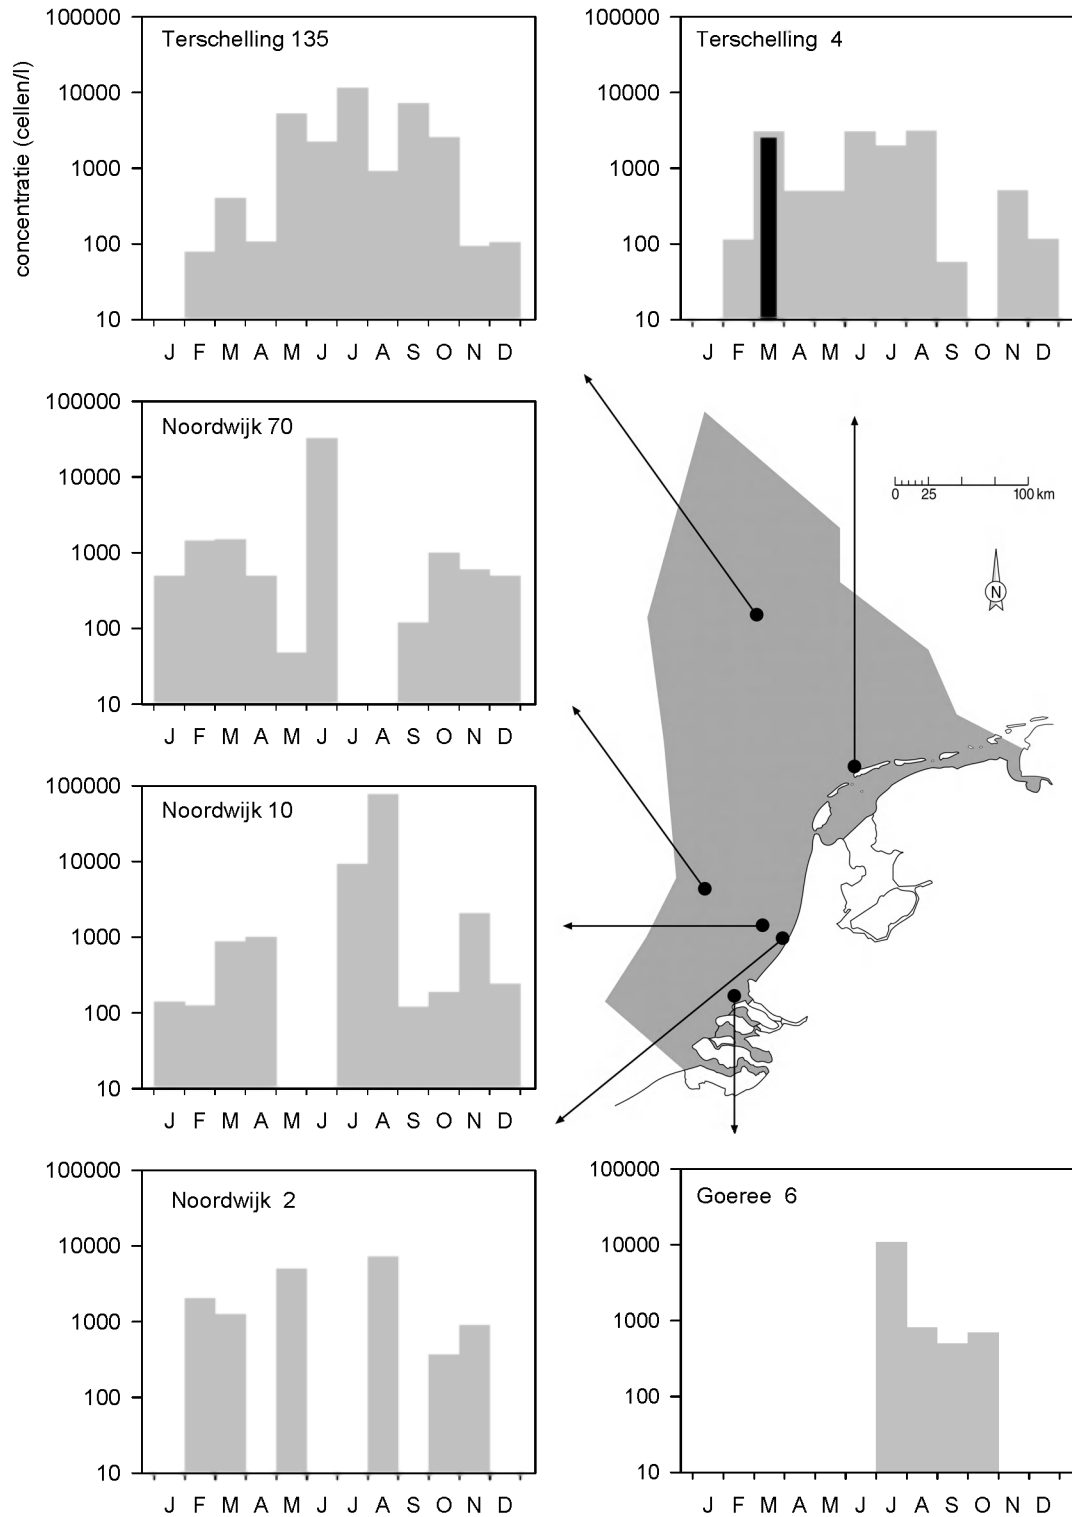 concentratie (cellen/l)
Terschelling 135
100000
10000
1000
100
10
J F M A M J J A S O N D
Terschelling 4
100000
10000
1000
100
10
J F M A M J J A S O N D
Noordwijk 70
100000
10000
1000
100
10
J F M A M J J A S O N D
0 25 100 km
N
Noordwijk 10
100000
10000
1000
100
10
J F M A M J J A S O N D
Noordwijk 2
100000
10000
1000
100
10
J F M A M J J A S O N D
Goeree 6
100000
10000
1000
100
10
J F M A M J J A S O N D